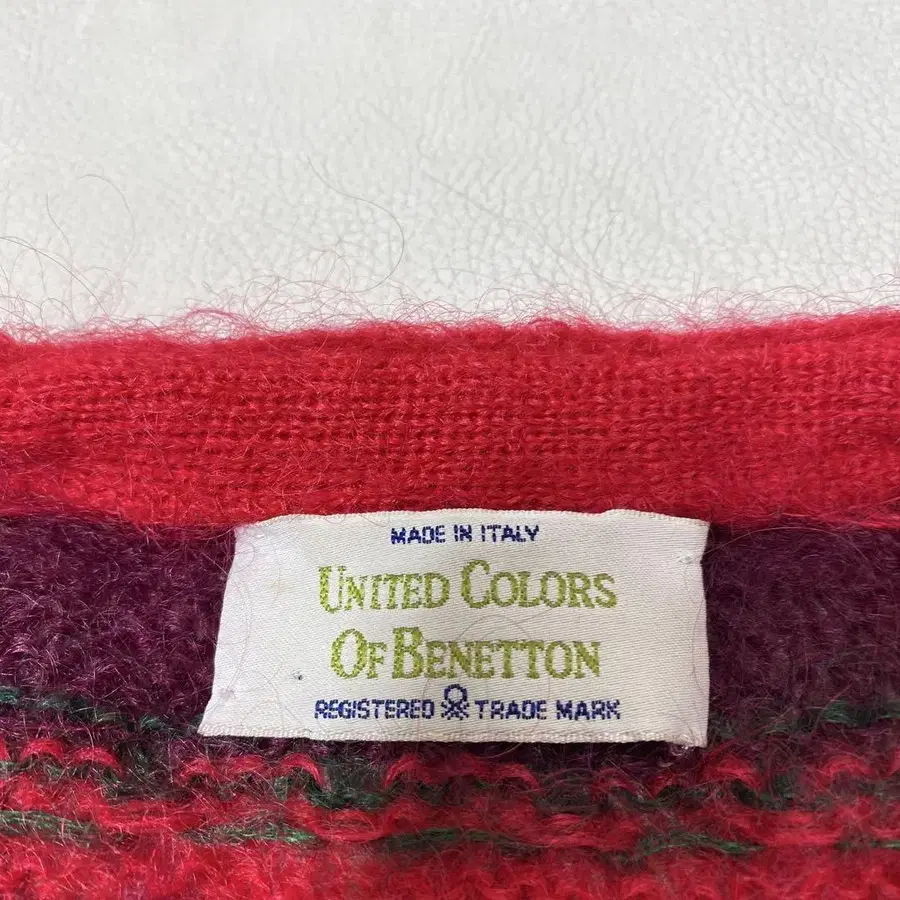 MADE IN ITALY
UNITED COLORS
OF BENETTON
REGISTERED TRADE MARK